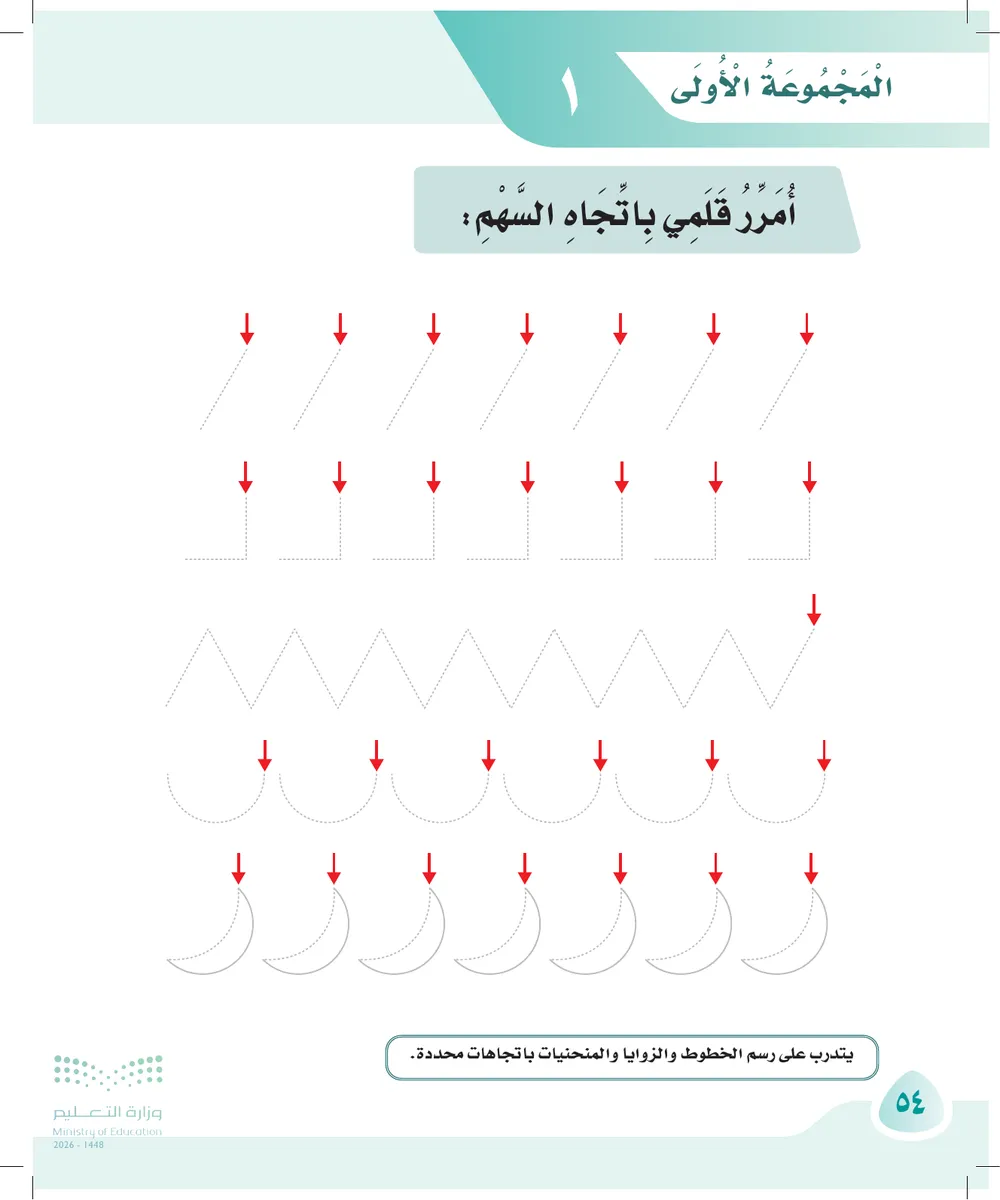 الْمَجْمُوعَةُ الْأُولَى
١
أُمَرِّرُ قَلَمِي بِاتِّجَاهِ السَّهْمِ:
يتدرب على رسم الخطوط والزوايا والمنحنيات باتجاهات محددة.
٥٤
وزارة التعليم
Ministry of Education
2026 - 1448